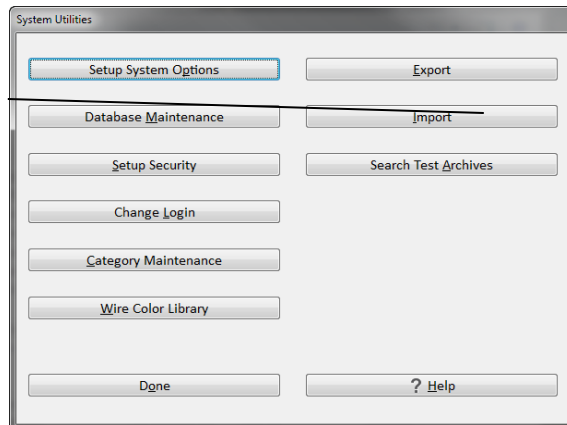 System Utilities
Setup System Options
Export
Database Maintenance
Import
Setup Security
Search Test Archives
Change Login
Category Maintenance
Wire Color Library
Done
? Help